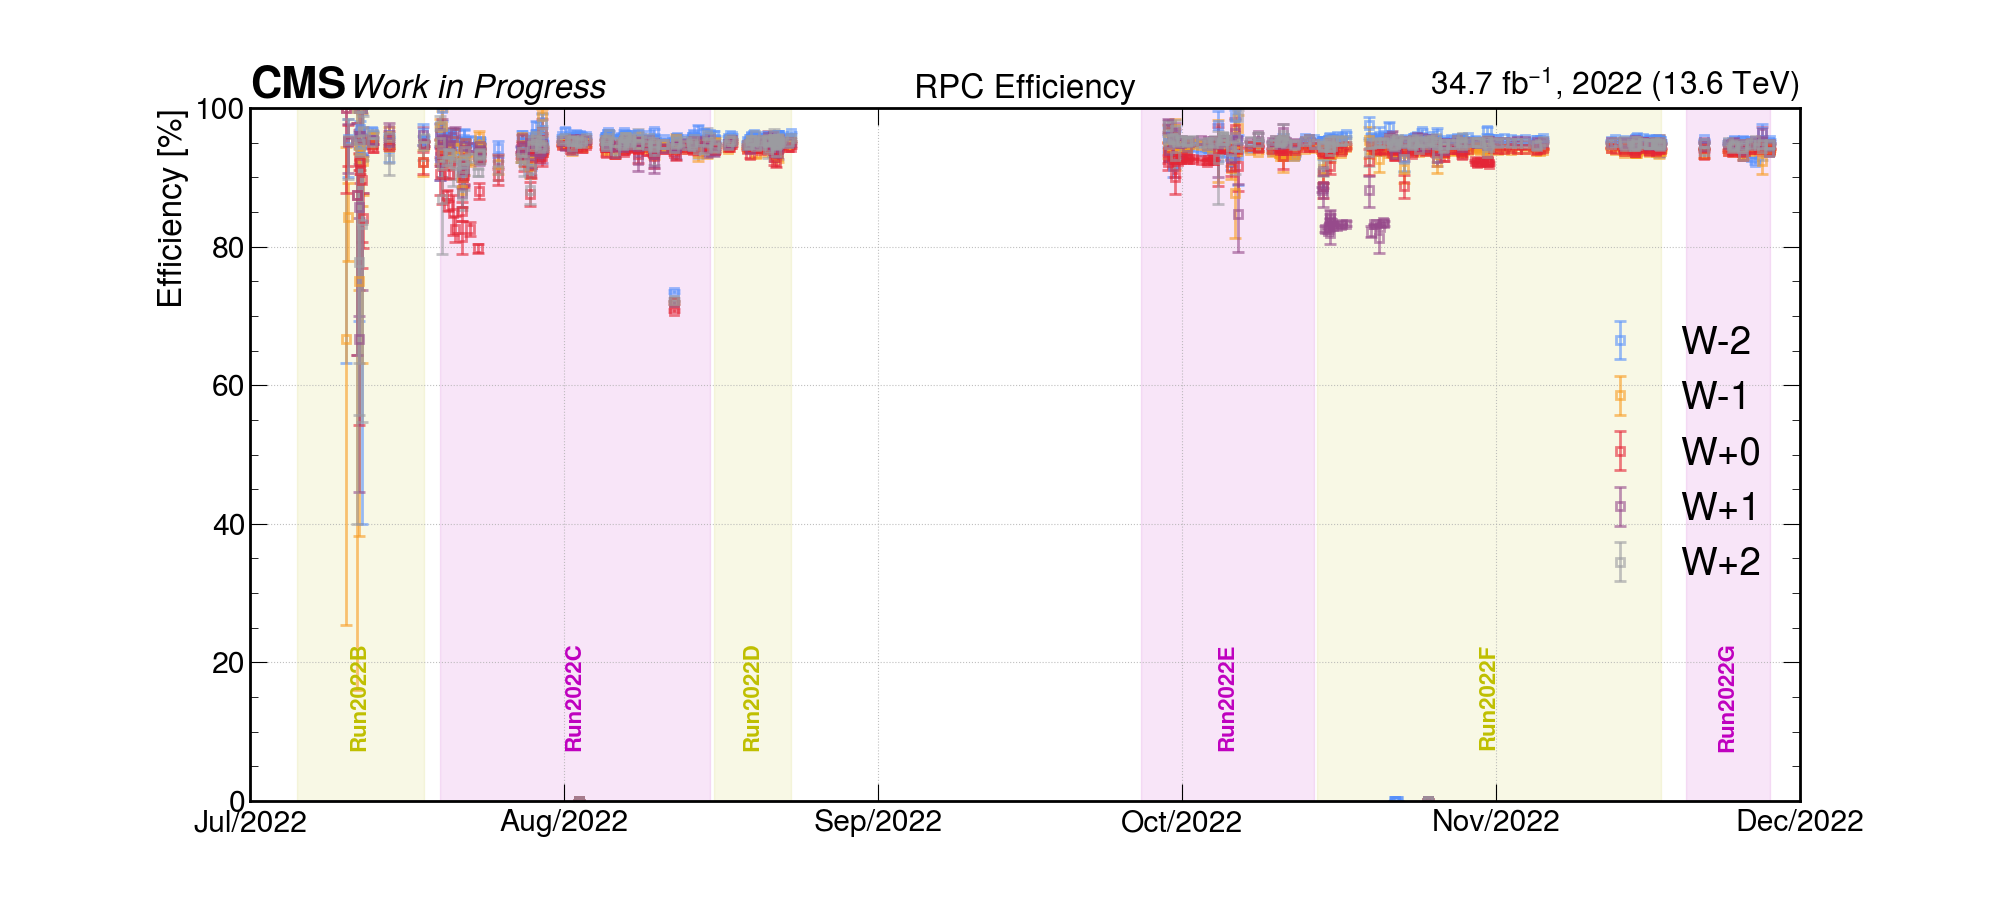 CMS Work in Progress RPC Efficiency 34.7 fb⁻¹, 2022 (13.6 TeV)
Efficiency [%]
100
80
60
40
20
0
W-2
W-1
W+0
W+1
W+2
Run2022B
Run2022C
Run2022D
Run2022E
Run2022F
Run2022G
Jul/2022 Aug/2022 Sep/2022 Oct/2022 Nov/2022 Dec/2022